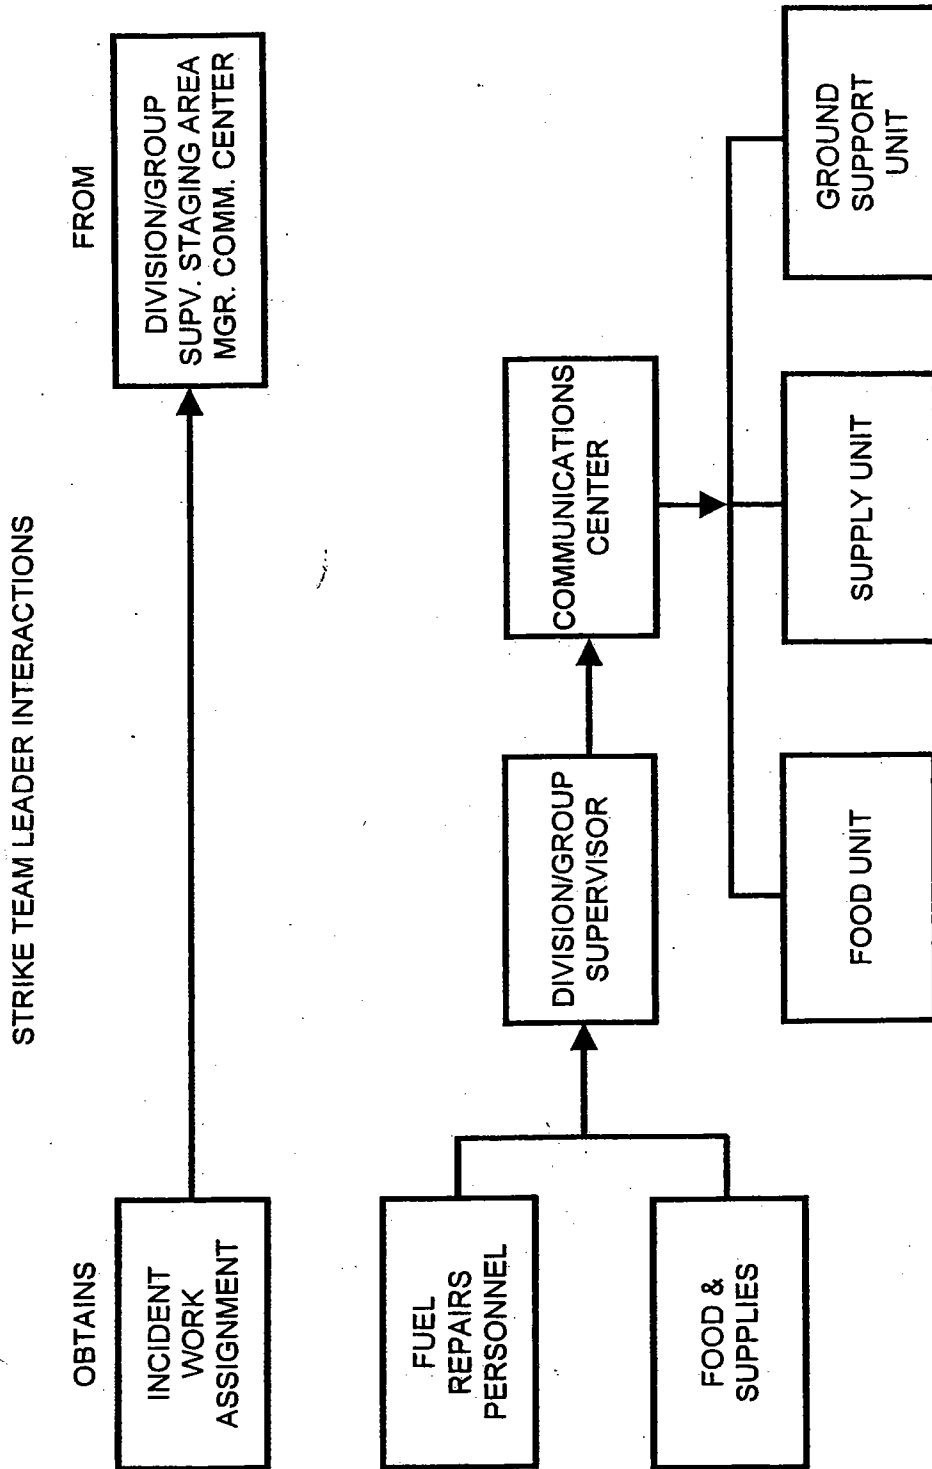 STRIKE TEAM LEADER INTERACTIONS
OBTAINS
FROM
INCIDENT
WORK
ASSIGNMENT
DIVISION/GROUP
SUPV. STAGING AREA
MGR. COMM. CENTER
FUEL
REPAIRS
PERSONNEL
FOOD &
SUPPLIES
DIVISION/GROUP
SUPERVISOR
COMMUNICATIONS
CENTER
FOOD UNIT
SUPPLY UNIT
GROUND
SUPPORT
UNIT